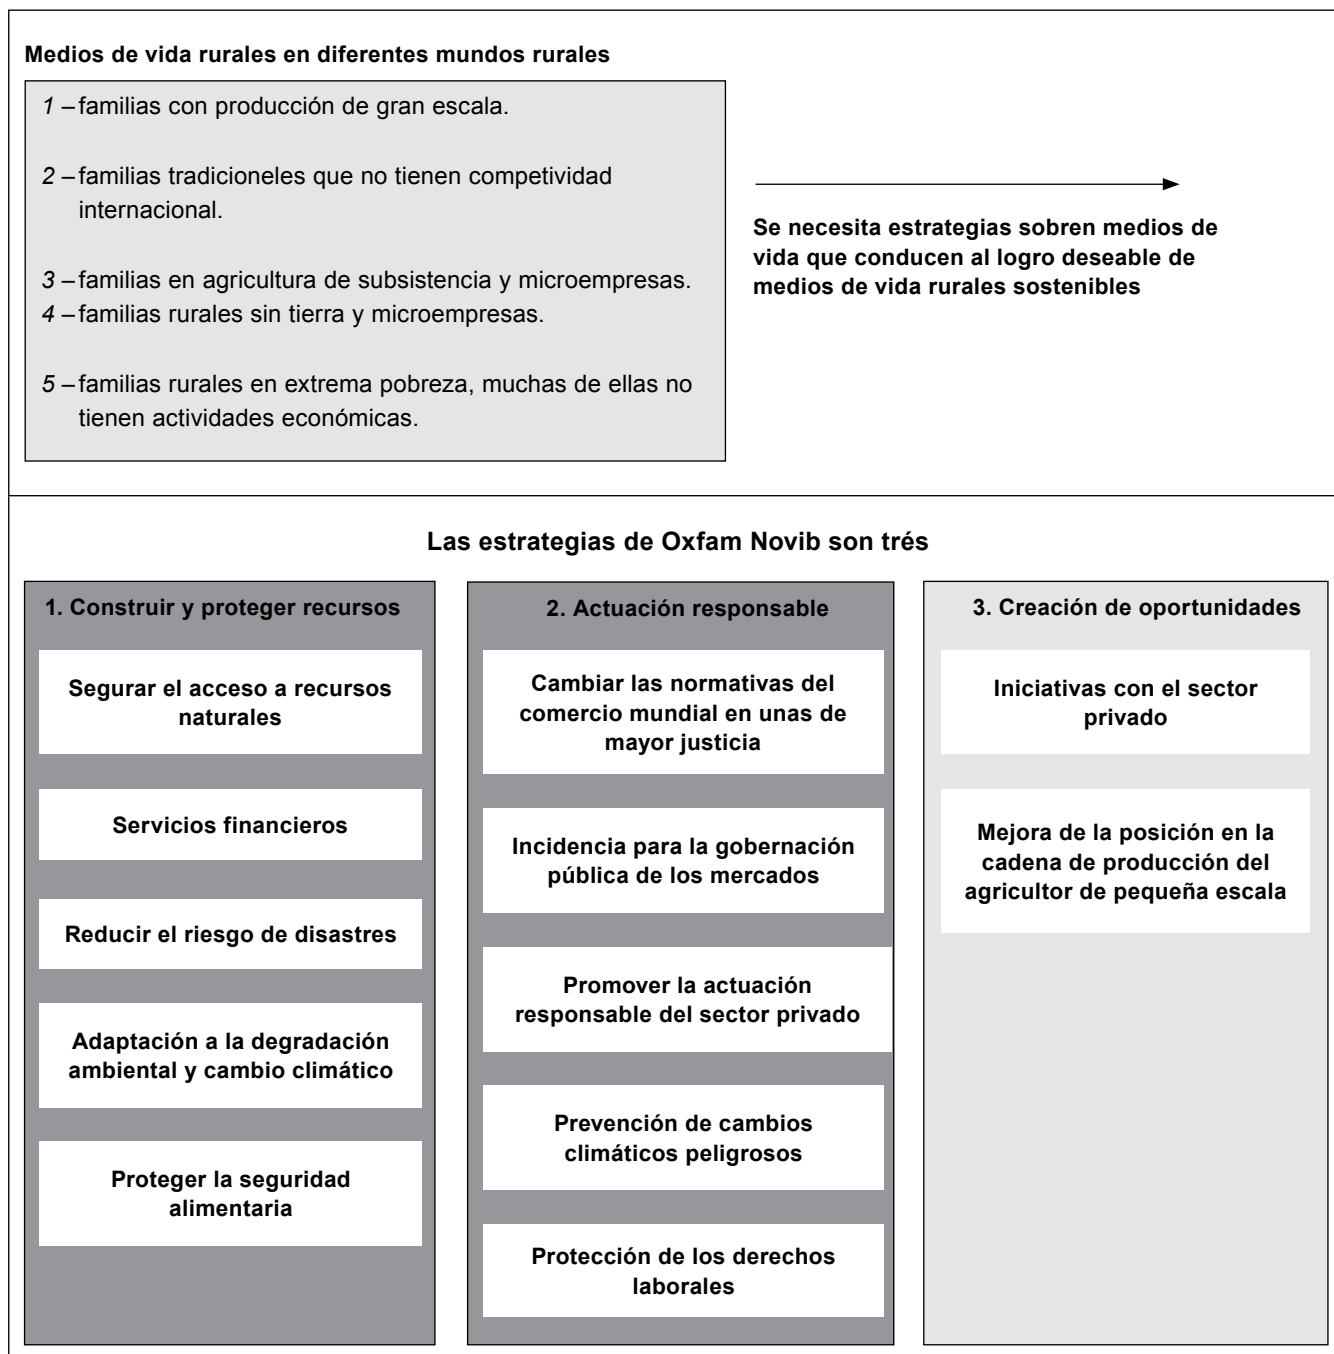 Medios de vida rurales en diferentes mundos rurales
1 – familias con producción de gran escala.
2 – familias tradicioneles que no tienen competividad
internacional.
3 – familias en agricultura de subsistencia y microempresas.
4 – familias rurales sin tierra y microempresas.
5 – familias rurales en extrema pobreza, muchas de ellas no
tienen actividades económicas.
Se necesita estrategias sobren medios de
vida que conducen al logro deseable de
medios de vida rurales sostenibles
Las estrategias de Oxfam Novib son trés
1. Construir y proteger recursos
Segurar el acceso a recursos
naturales
Servicios financieros
Reducir el riesgo de disastres
Adaptación a la degradación
ambiental y cambio climático
Proteger la seguridad
alimentaria
2. Actuación responsable
Cambiar las normativas del
comercio mundial en unas de
mayor justicia
Incidencia para la gobernación
pública de los mercados
Promover la actuación
responsable del sector privado
Prevención de cambios
climáticos peligrosos
Protección de los derechos
laborales
3. Creación de oportunidades
Iniciativas con el sector
privado
Mejora de la posición en la
cadena de producción del
agricultor de pequeña escala